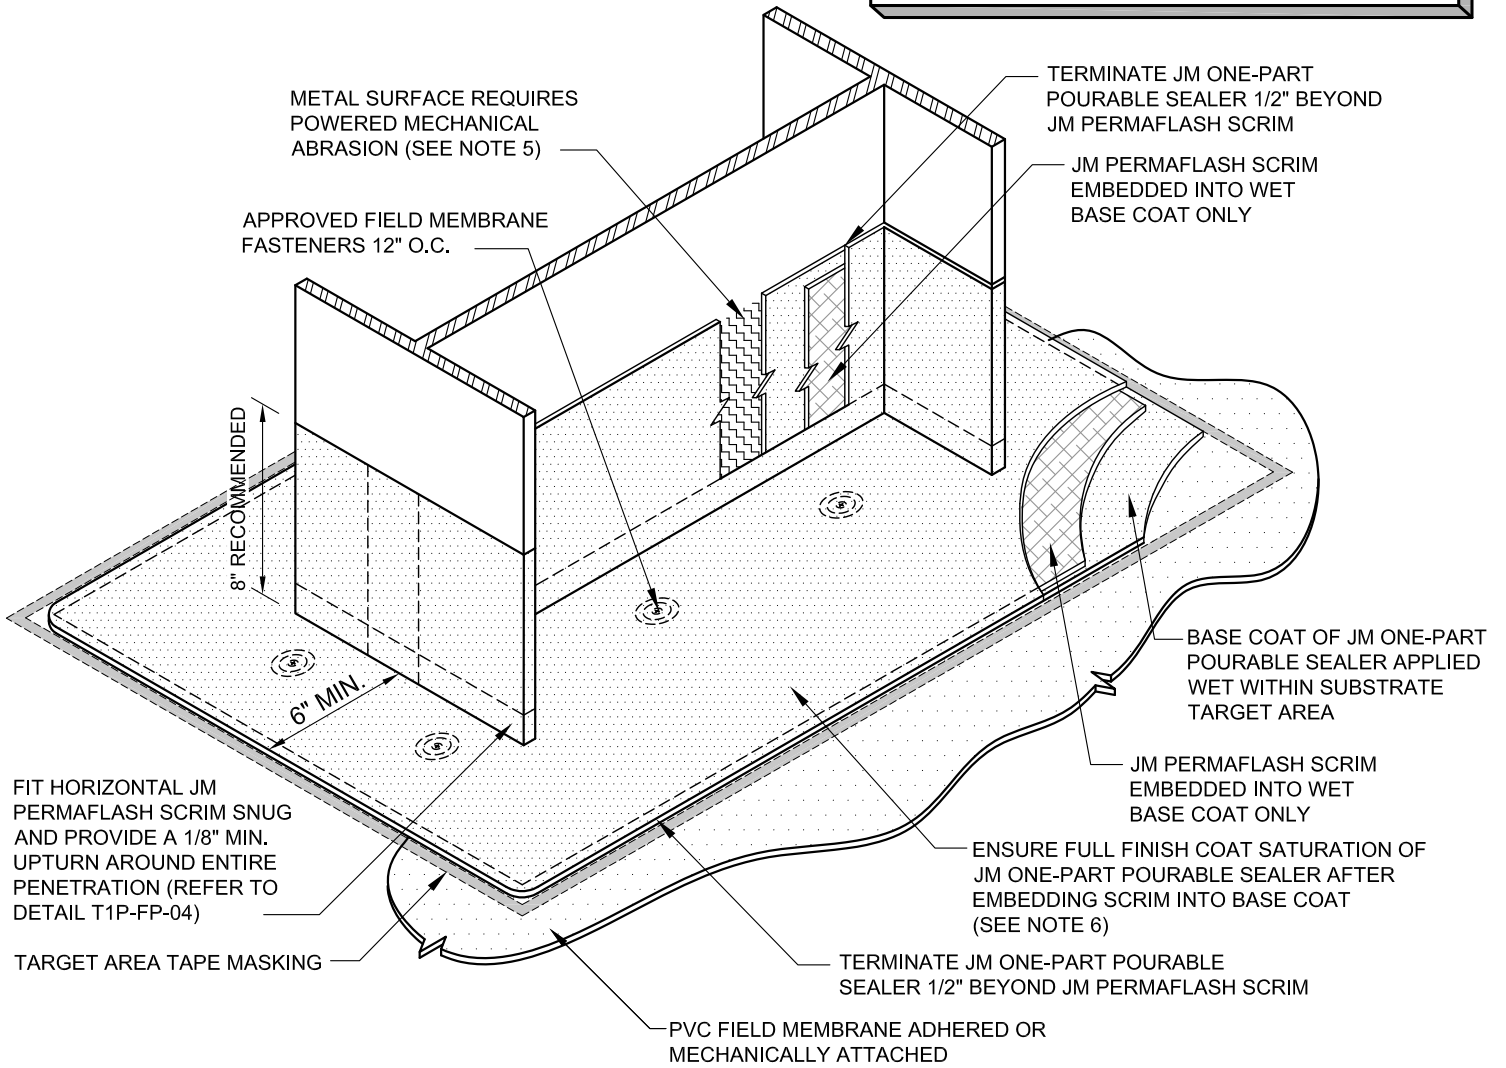 METAL SURFACE REQUIRES
POWERED MECHANICAL
ABRASION (SEE NOTE 5)
TERMINATE JM ONE-PART
POURABLE SEALER 1/2" BEYOND
JM PERMAFLASH SCRIM
JM PERMAFLASH SCRIM
EMBEDDED INTO WET
BASE COAT ONLY
APPROVED FIELD MEMBRANE
FASTENERS 12" O.C.
8" RECOMMENDED
6" MIN.
BASE COAT OF JM ONE-PART
POURABLE SEALER APPLIED
WET WITHIN SUBSTRATE
TARGET AREA
JM PERMAFLASH SCRIM
EMBEDDED INTO WET
BASE COAT ONLY
FIT HORIZONTAL JM
PERMAFLASH SCRIM SNUG
AND PROVIDE A 1/8" MIN.
UPTURN AROUND ENTIRE
PENETRATION (REFER TO
DETAIL T1P-FP-04)
ENSURE FULL FINISH COAT SATURATION OF
JM ONE-PART POURABLE SEALER AFTER
EMBEDDING SCRIM INTO BASE COAT
(SEE NOTE 6)
TARGET AREA TAPE MASKING
TERMINATE JM ONE-PART POURABLE
SEALER 1/2" BEYOND JM PERMAFLASH SCRIM
PVC FIELD MEMBRANE ADHERED OR
MECHANICALLY ATTACHED